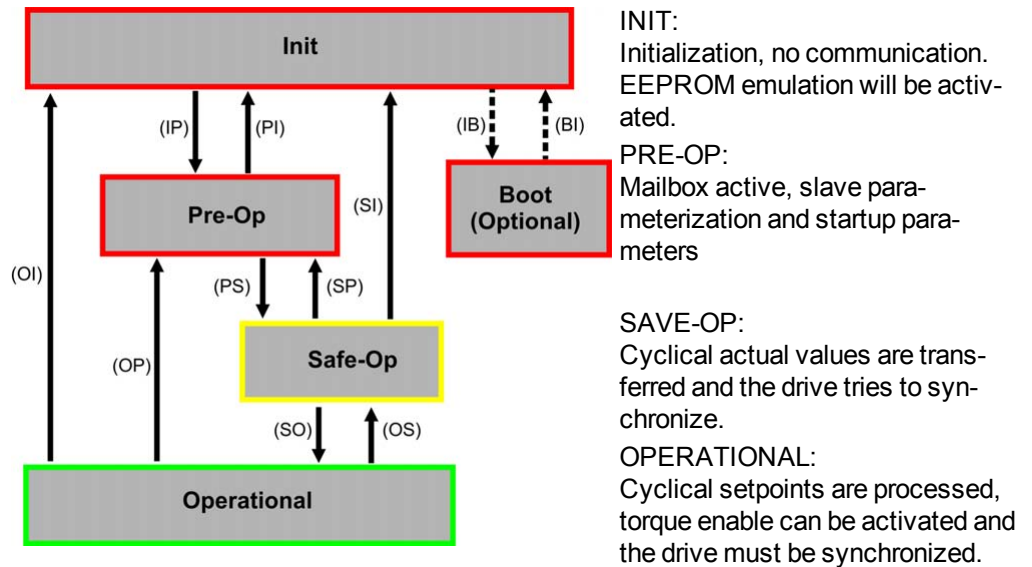 Init
(IP)
(PI)
(IB)
(BI)
Pre-Op
Boot
(Optional)
(SI)
(OI)
(PS)
(SP)
(OP)
Safe-Op
(SO)
(OS)
Operational
INIT:
Initialization, no communication.
EEPROM emulation will be activ-
ated.
PRE-OP:
Mailbox active, slave para-
meterization and startup para-
meters
SAVE-OP:
Cyclical actual values are trans-
ferred and the drive tries to syn-
chronize.
OPERATIONAL:
Cyclical setpoints are processed,
torque enable can be activated and
the drive must be synchronized.